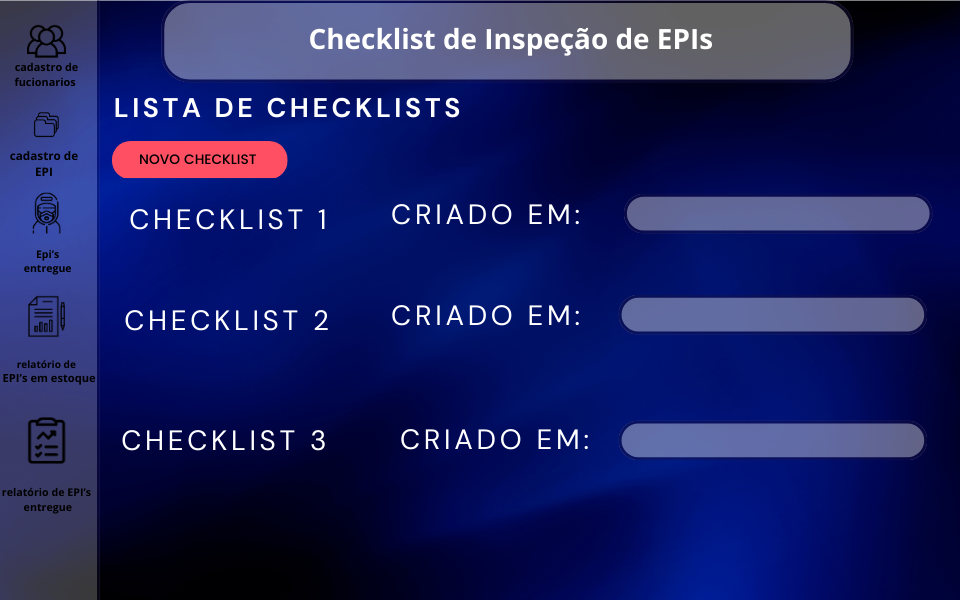 Checklist de Inspeção de EPIs
cadastro de
fucionarios
cadastro de
EPI
Epi's
entregue
relatório de
EPI's em estoque
relatório de EPI's
entregue
LISTA DE CHECKLISTS
NOVO CHECKLIST
CHECKLIST 1 CRIADO EM:
CHECKLIST 2 CRIADO EM:
CHECKLIST 3 CRIADO EM: